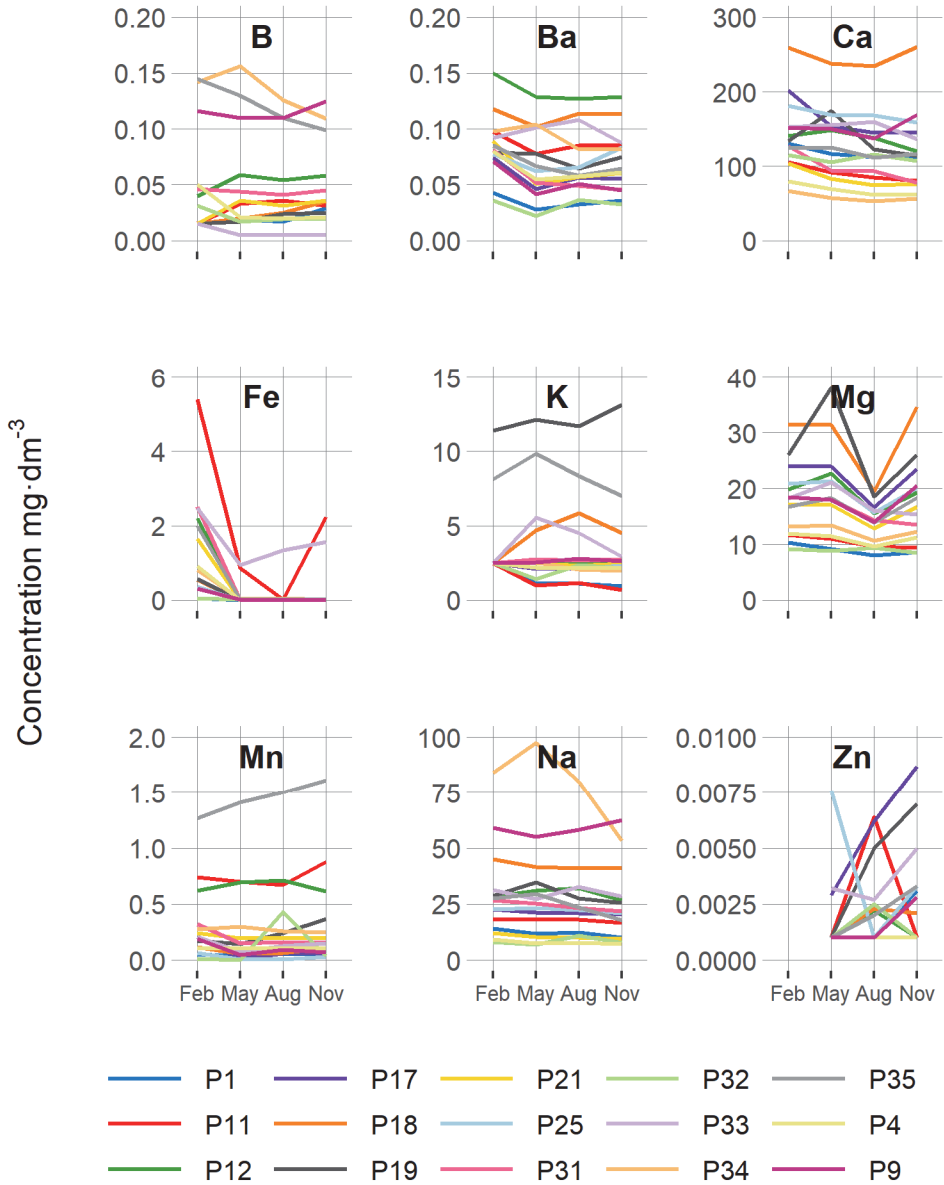 B
0.20
0.15
0.10
0.05
0.00
Ba
0.20
0.15
0.10
0.05
0.00
Ca
300
200
100
0
Fe
6
4
2
0
K
15
10
5
0
Mg
40
30
20
10
0
Concentration mg·dm⁻³
Mn
2.0
1.5
1.0
0.5
0.0
Feb May Aug Nov
Na
100
75
50
25
0
Feb May Aug Nov
Zn
0.0100
0.0075
0.0050
0.0025
0.0000
Feb May Aug Nov
P1 P17 P21 P32 P35
P11 P18 P25 P33 P4
P12 P19 P31 P34 P9